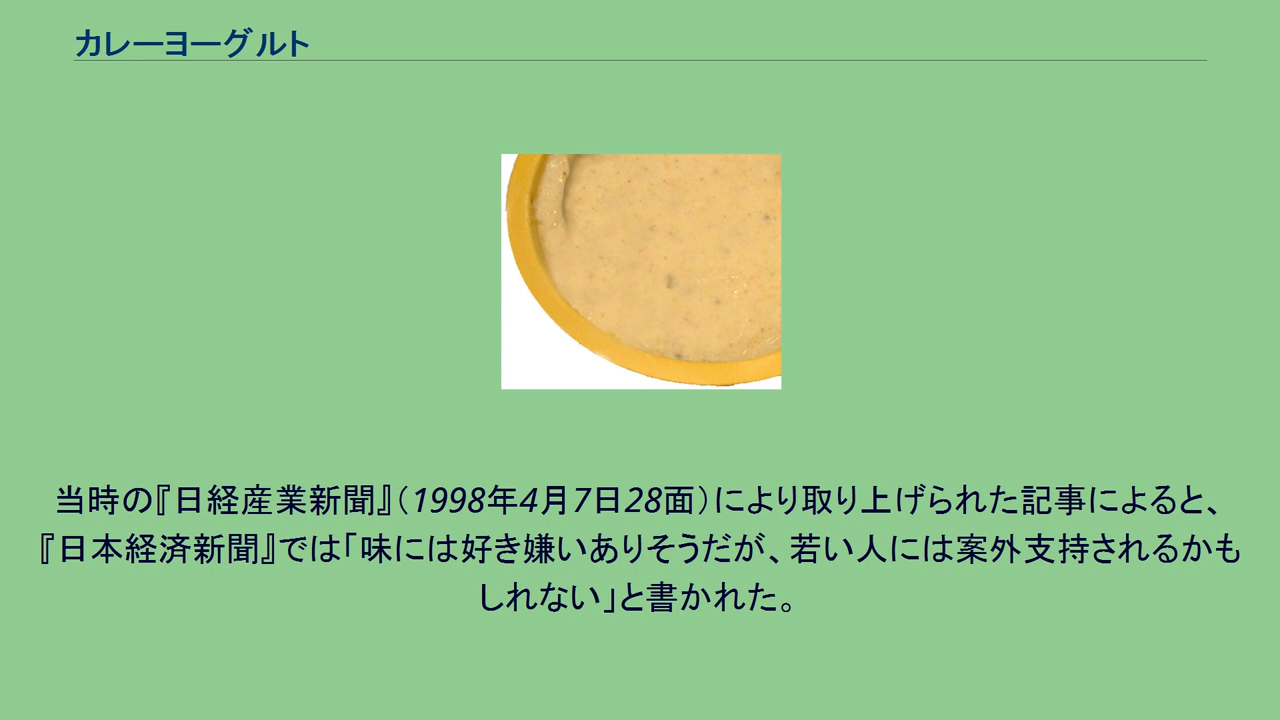 カレーヨーグルト
当時の『日経産業新聞』（1998年4月7日28面）により取り上げられた記事によると、
『日本経済新聞』では「味には好き嫌いありそうだが、若い人には案外支持されるかも
しれない」と書かれた。